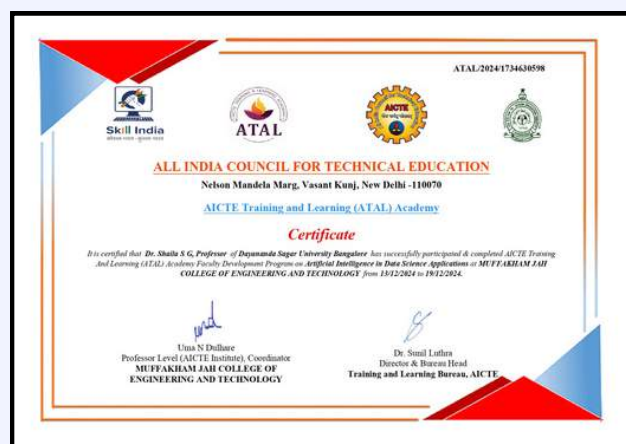 ATAL/2024/1734630598
Skill India
कौशल भारत - कुशल भारत
ATAL
AICTE
ALL INDIA COUNCIL FOR TECHNICAL EDUCATION
Nelson Mandela Marg, Vasant Kunj, New Delhi -110070
AICTE Training and Learning (ATAL) Academy
Certificate
It is certified that Dr. Shaila S G, Professor of Dayananda Sagar University Bangalore has successfully participated & completed AICTE Training
And Learning (ATAL) Academy Faculty Development Program on Artificial Intelligence in Data Science Applications at MUFFAKHAM JAH
COLLEGE OF ENGINEERING AND TECHNOLOGY from 13/12/2024 to 19/12/2024.
Uma N Dulhare
Professor Level (AICTE Institute), Coordinator
MUFFAKHAM JAH COLLEGE OF
ENGINEERING AND TECHNOLOGY
Dr. Sunil Luthra
Director & Bureau Head
Training and Learning Bureau, AICTE